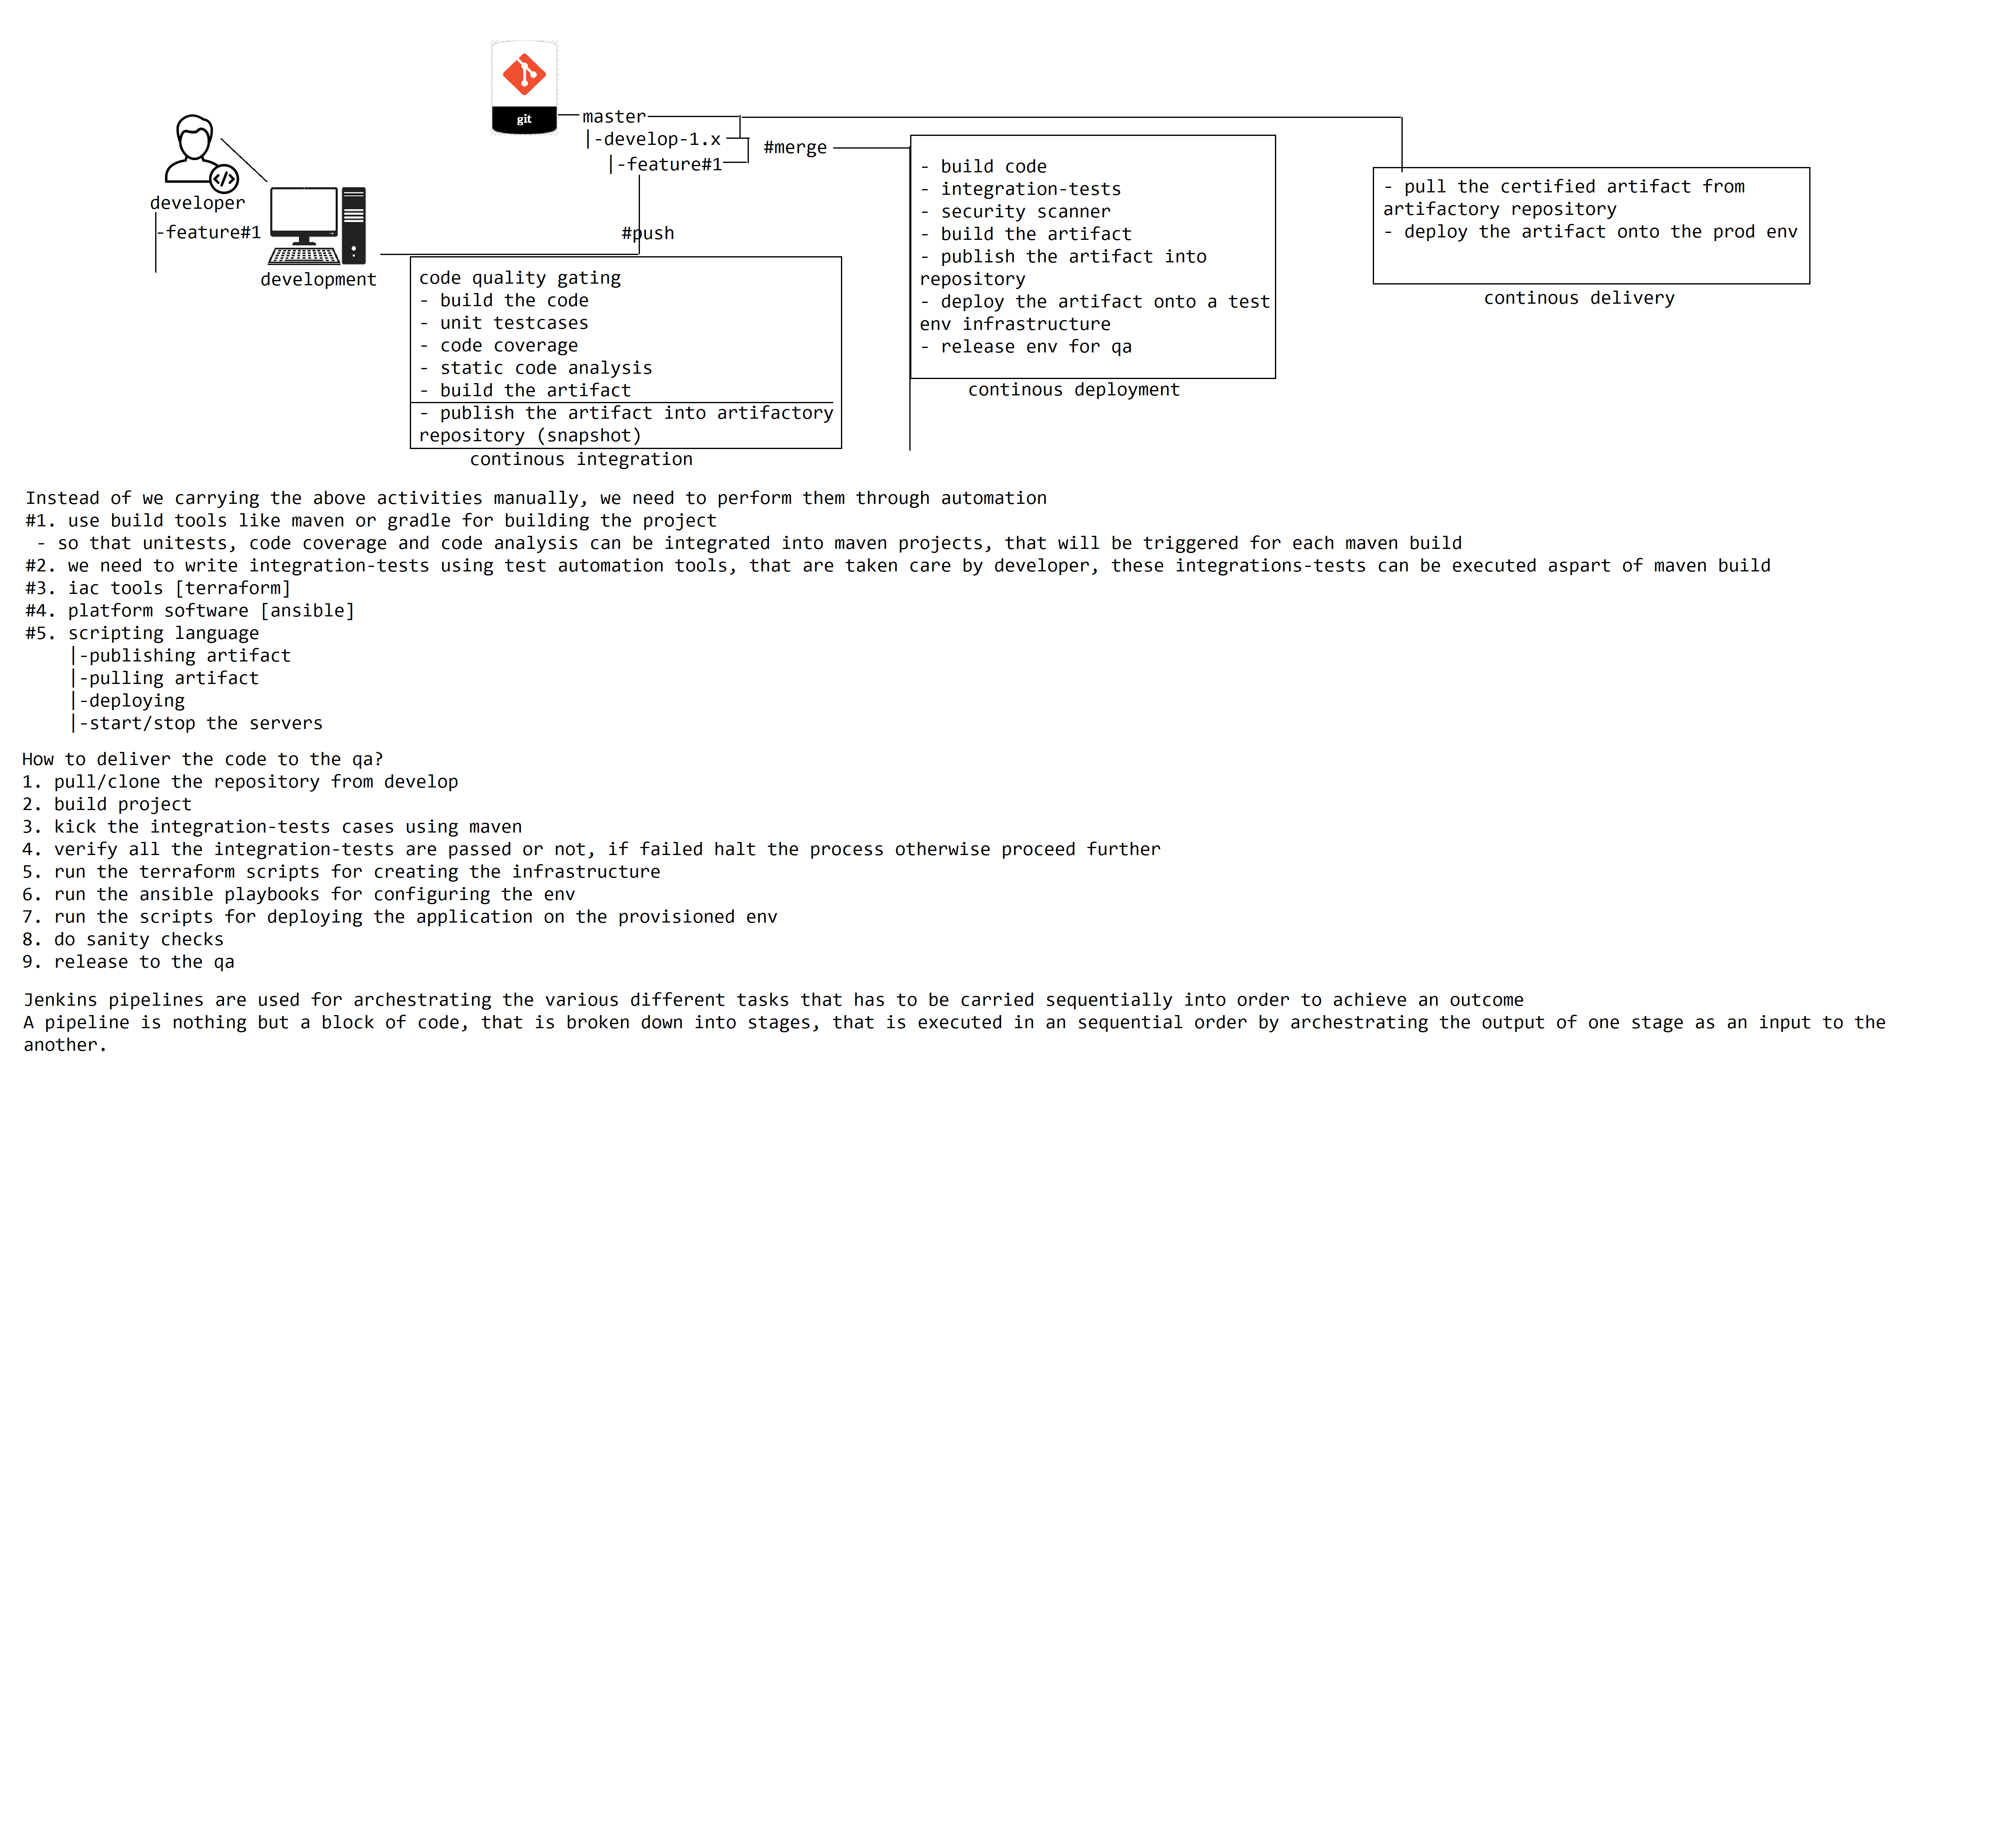 git
master
|-develop-1.x
|-feature#1
#merge
developer
-feature#1
development
#push
code quality gating
- build the code
- unit testcases
- code coverage
- static code analysis
- build the artifact
- publish the artifact into artifactory
repository (snapshot)
continous integration
- build code
- integration-tests
- security scanner
- build the artifact
- publish the artifact into
repository
- deploy the artifact onto a test
env infrastructure
- release env for qa
continous deployment
- pull the certified artifact from
artifactory repository
- deploy the artifact onto the prod env
continous delivery
Instead of we carrying the above activities manually, we need to perform them through automation
#1. use build tools like maven or gradle for building the project
- so that unitests, code coverage and code analysis can be integrated into maven projects, that will be triggered for each maven build
#2. we need to write integration-tests using test automation tools, that are taken care by developer, these integrations-tests can be executed aspart of maven build
#3. iac tools [terraform]
#4. platform software [ansible]
#5. scripting language
|-publishing artifact
|-pulling artifact
|-deploying
|-start/stop the servers
How to deliver the code to the qa?
1. pull/clone the repository from develop
2. build project
3. kick the integration-tests cases using maven
4. verify all the integration-tests are passed or not, if failed halt the process otherwise proceed further
5. run the terraform scripts for creating the infrastructure
6. run the ansible playbooks for configuring the env
7. run the scripts for deploying the application on the provisioned env
8. do sanity checks
9. release to the qa
Jenkins pipelines are used for archestrating the various different tasks that has to be carried sequentially into order to achieve an outcome
A pipeline is nothing but a block of code, that is broken down into stages, that is executed in an sequential order by archestrating the output of one stage as an input to the
another.